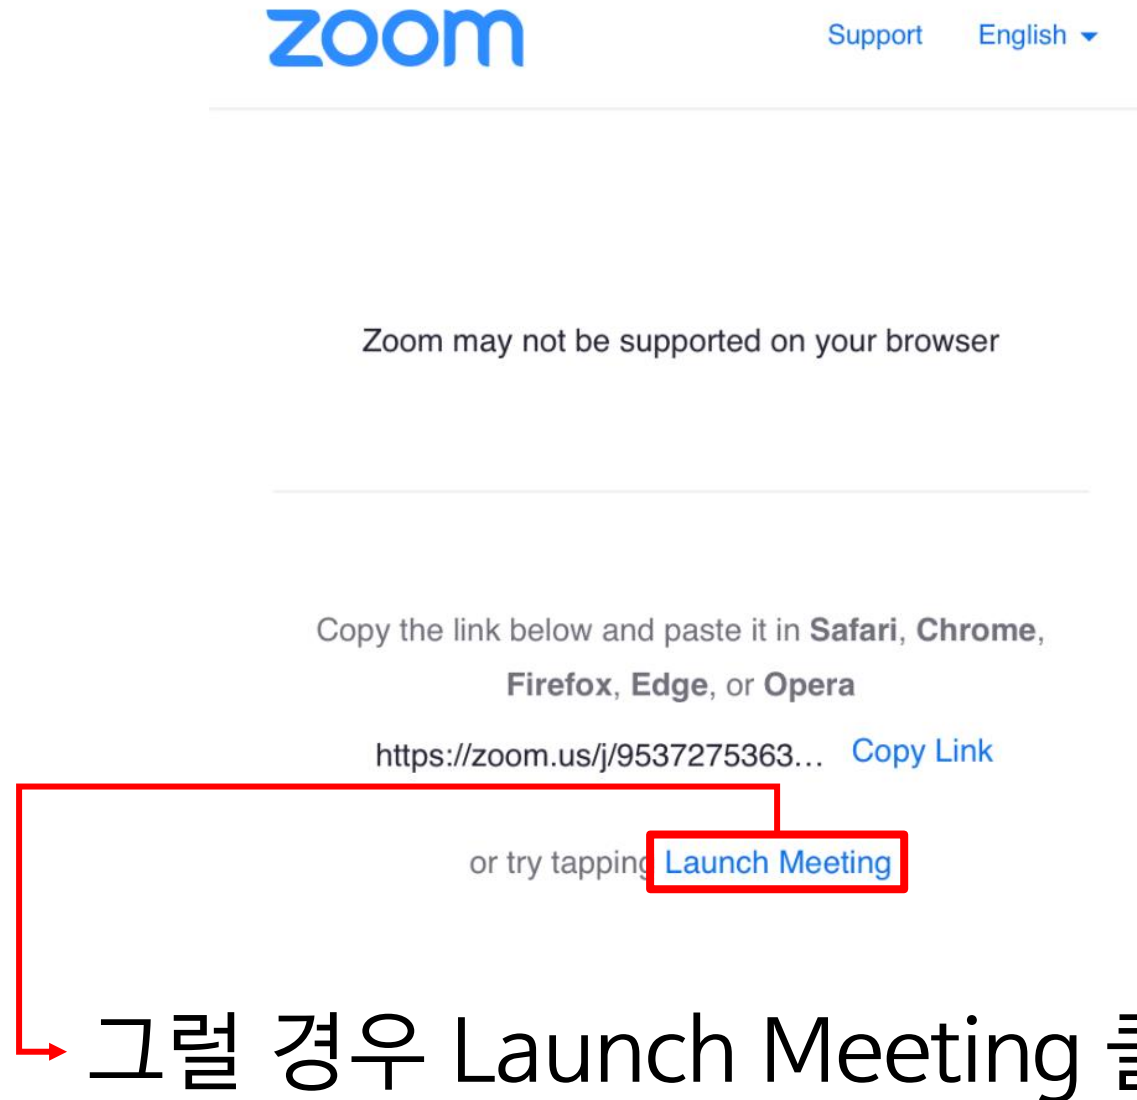 zoom
Support English
Zoom may not be supported on your browser
Copy the link below and paste it in Safari, Chrome,
Firefox, Edge, or Opera
https://zoom.us/j/9537275363... Copy Link
or try tapping Launch Meeting
그럴 경우 Launch Meeting